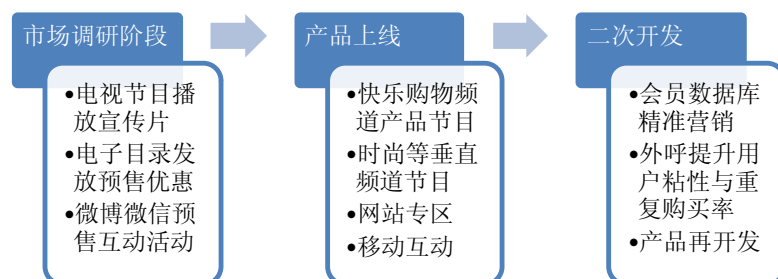 市场调研阶段
•电视节目播
放宣传片
•电子目录发
放预售优惠
•微博微信预
售互动活动
产品上线
•快乐购物频
道产品节目
•时尚等垂直
频道节目
•网站专区
•移动互动
二次开发
•会员数据库
精准营销
•外呼提升用
户粘性与重
复购买率
•产品再开发